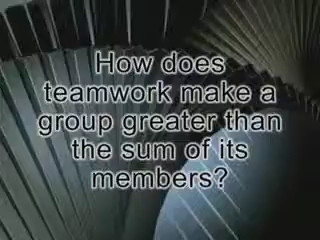 How does
teamwork make a
group greater than
the sum of its
members?